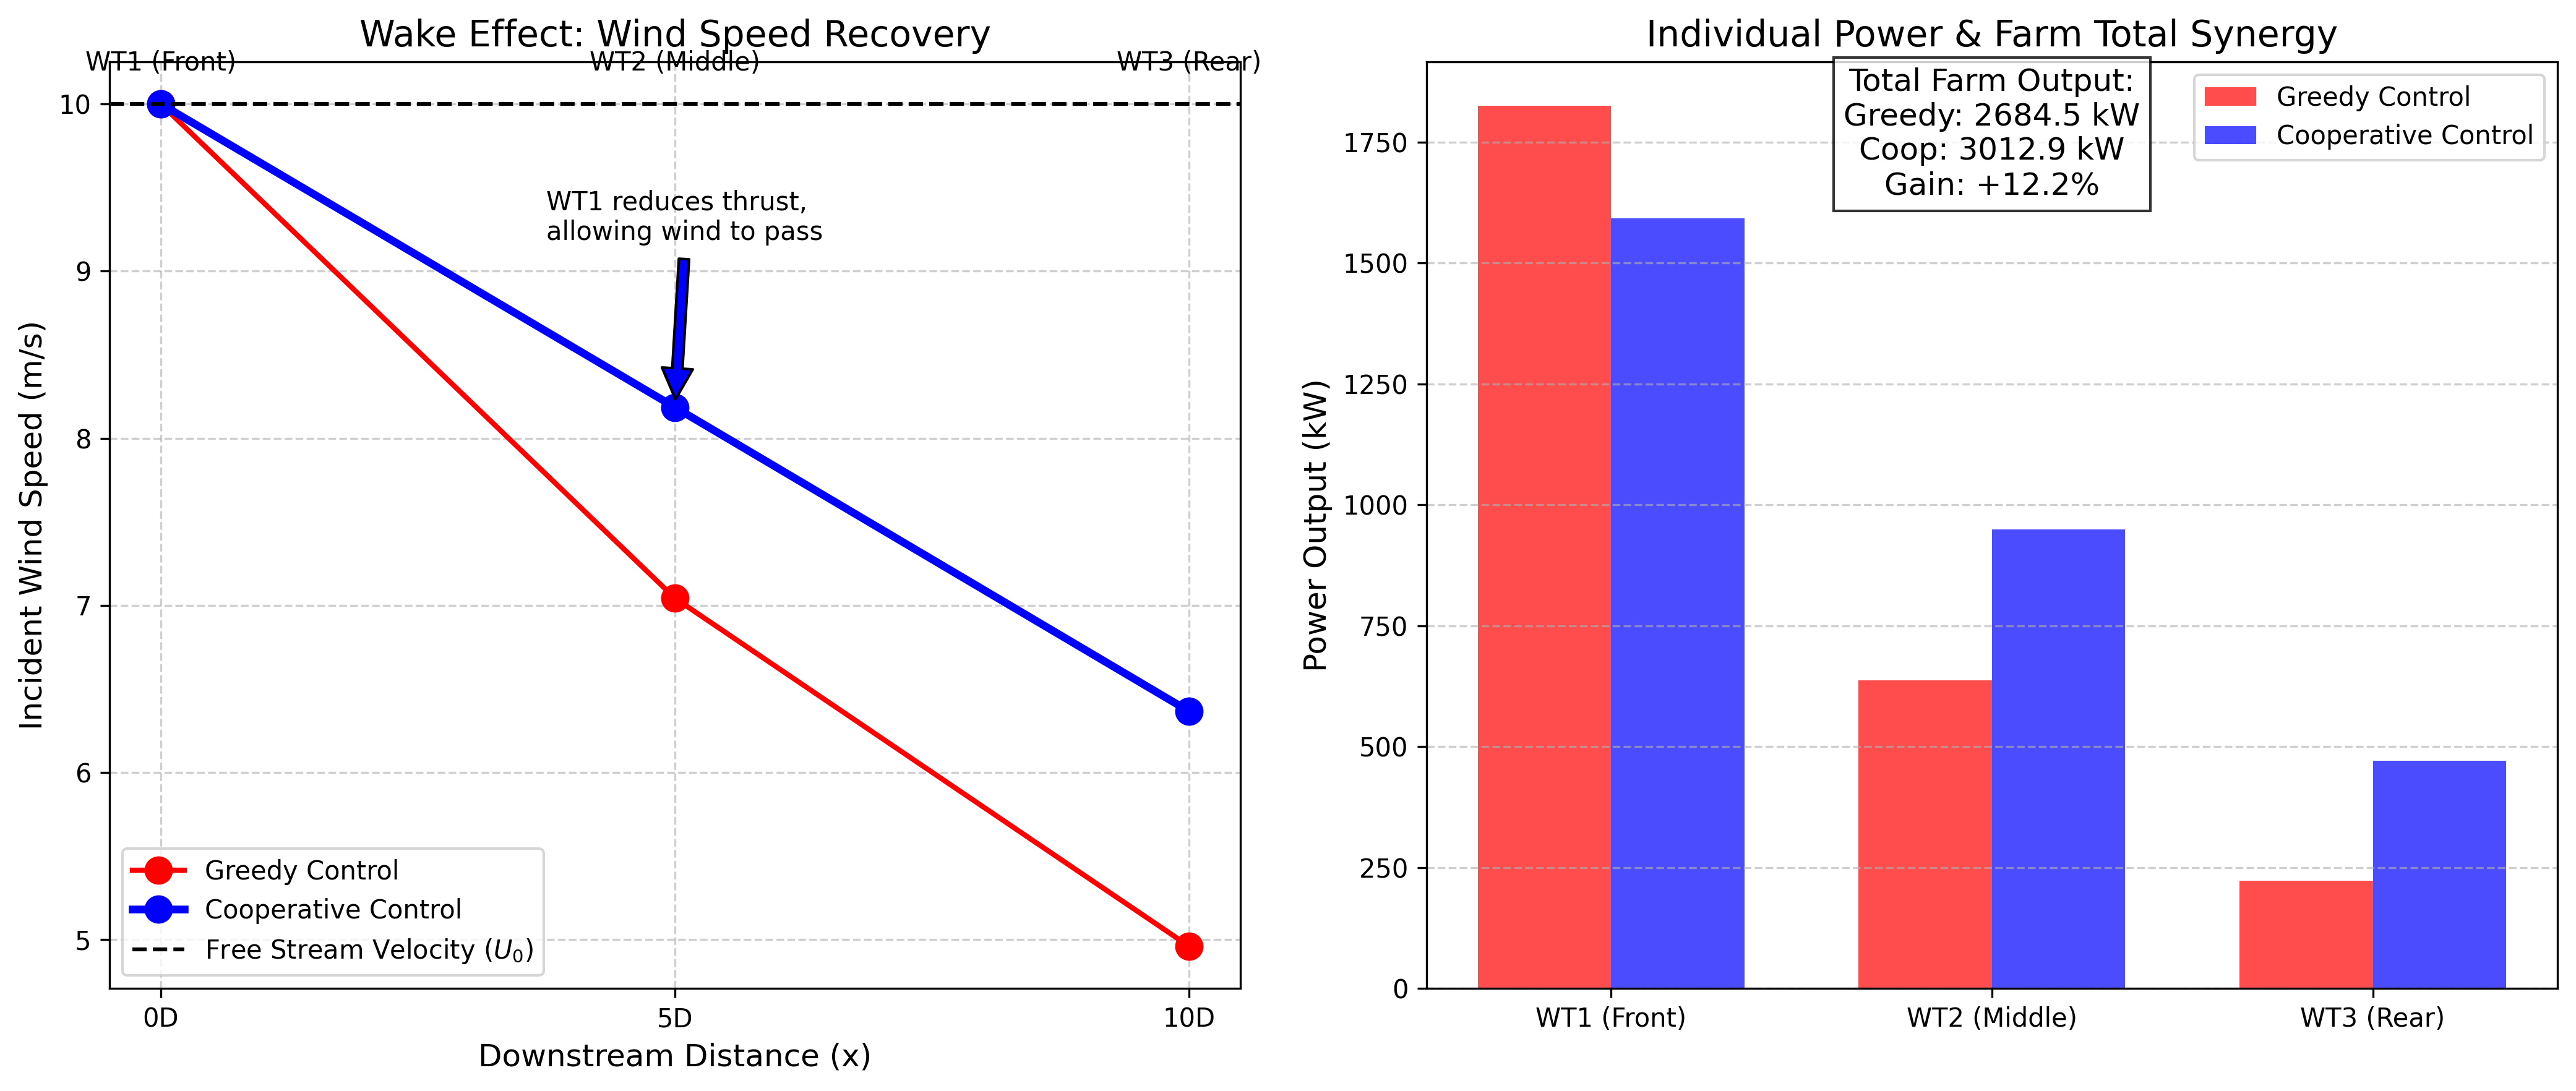 Wake Effect: Wind Speed Recovery
WT1 (Front)
WT2 (Middle)
WT3 (Rear)
10
9
8
7
6
5
Incident Wind Speed (m/s)
WT1 reduces thrust,
allowing wind to pass
Greedy Control
Cooperative Control
Free Stream Velocity (U₀)
0D
5D
10D
Downstream Distance (x)
Individual Power & Farm Total Synergy
Total Farm Output:
Greedy: 2684.5 kW
Coop: 3012.9 kW
Gain: +12.2%
Greedy Control
Cooperative Control
1750
1500
1250
1000
750
500
250
0
Power Output (kW)
WT1 (Front)
WT2 (Middle)
WT3 (Rear)